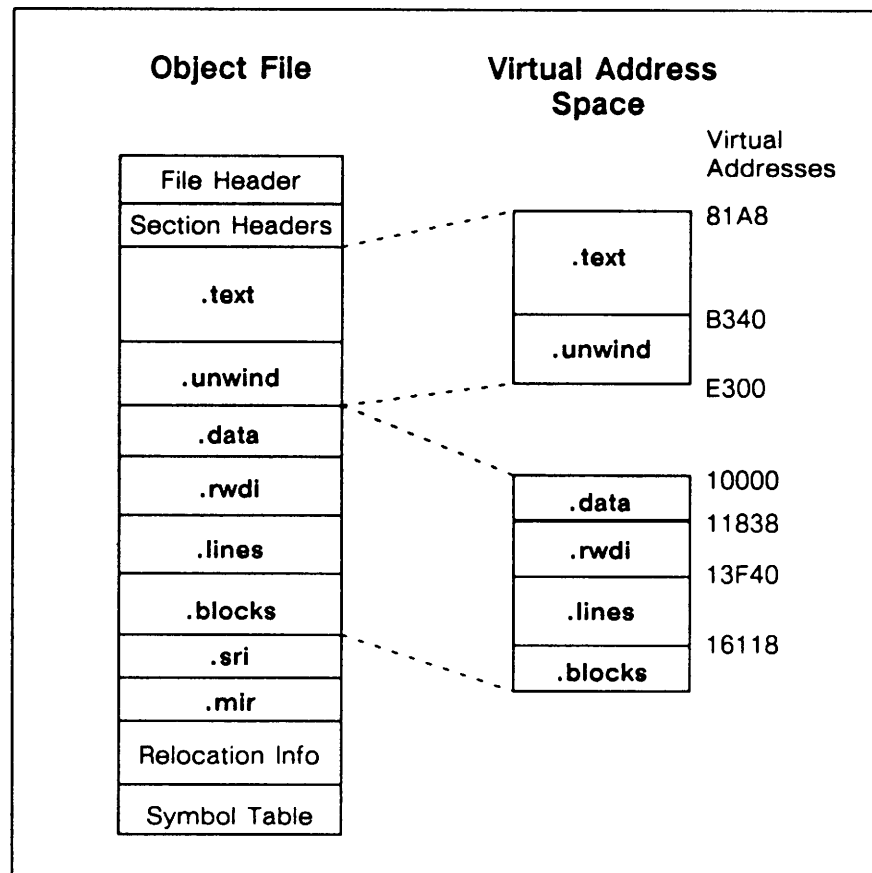 Object File
Virtual Address
Space
Virtual
Addresses
File Header
Section Headers
.text
.unwind
.data
.rwdi
.lines
.blocks
.sri
.mir
Relocation Info
Symbol Table
81A8
.text
B340
.unwind
E300
10000
.data
11838
.rwdi
13F40
.lines
16118
.blocks